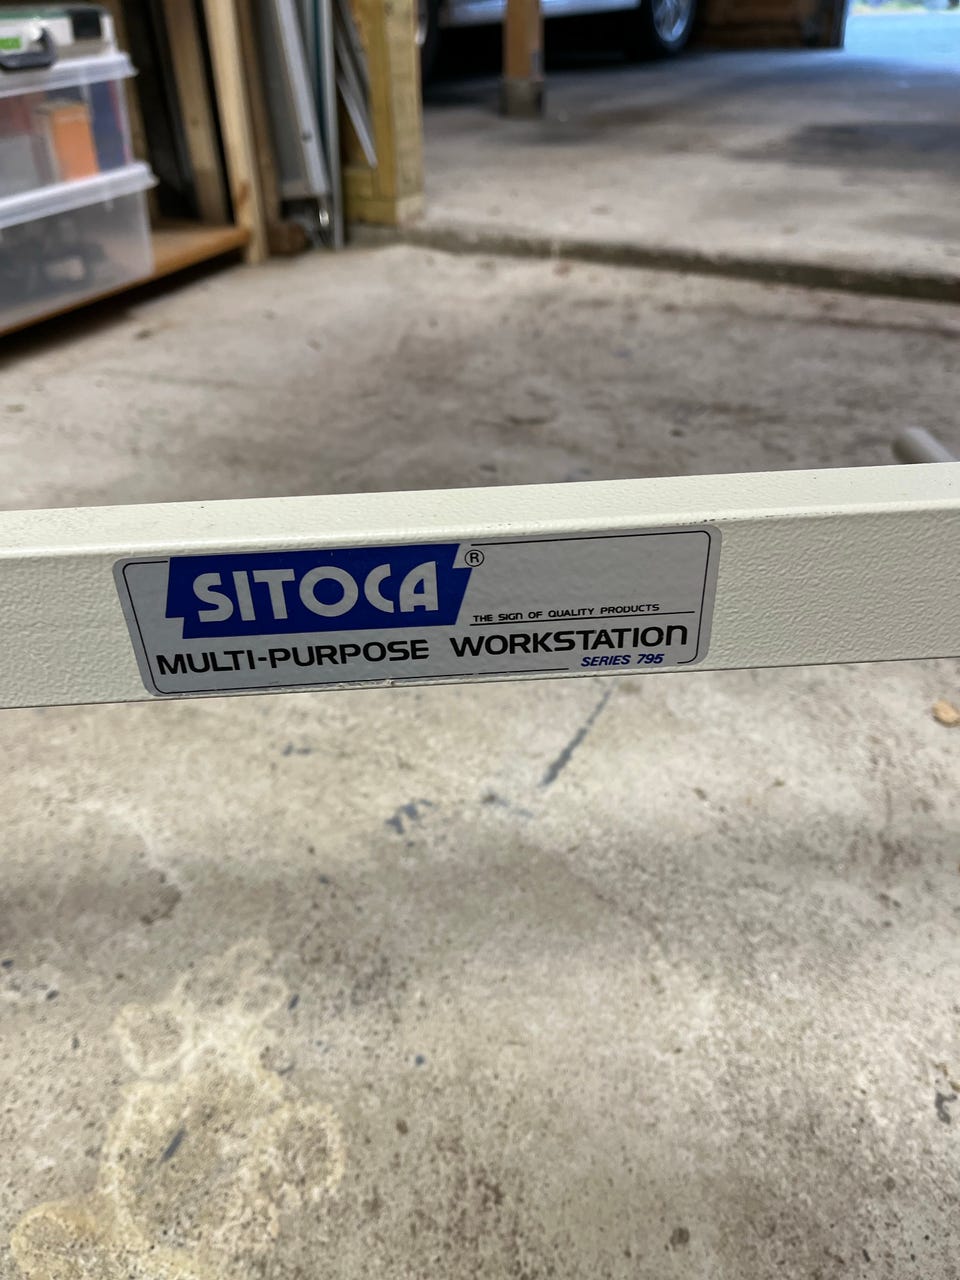 SITOCA®
THE SIGN OF QUALITY PRODUCTS
MULTI-PURPOSE WORKSTATION
SERIES 795